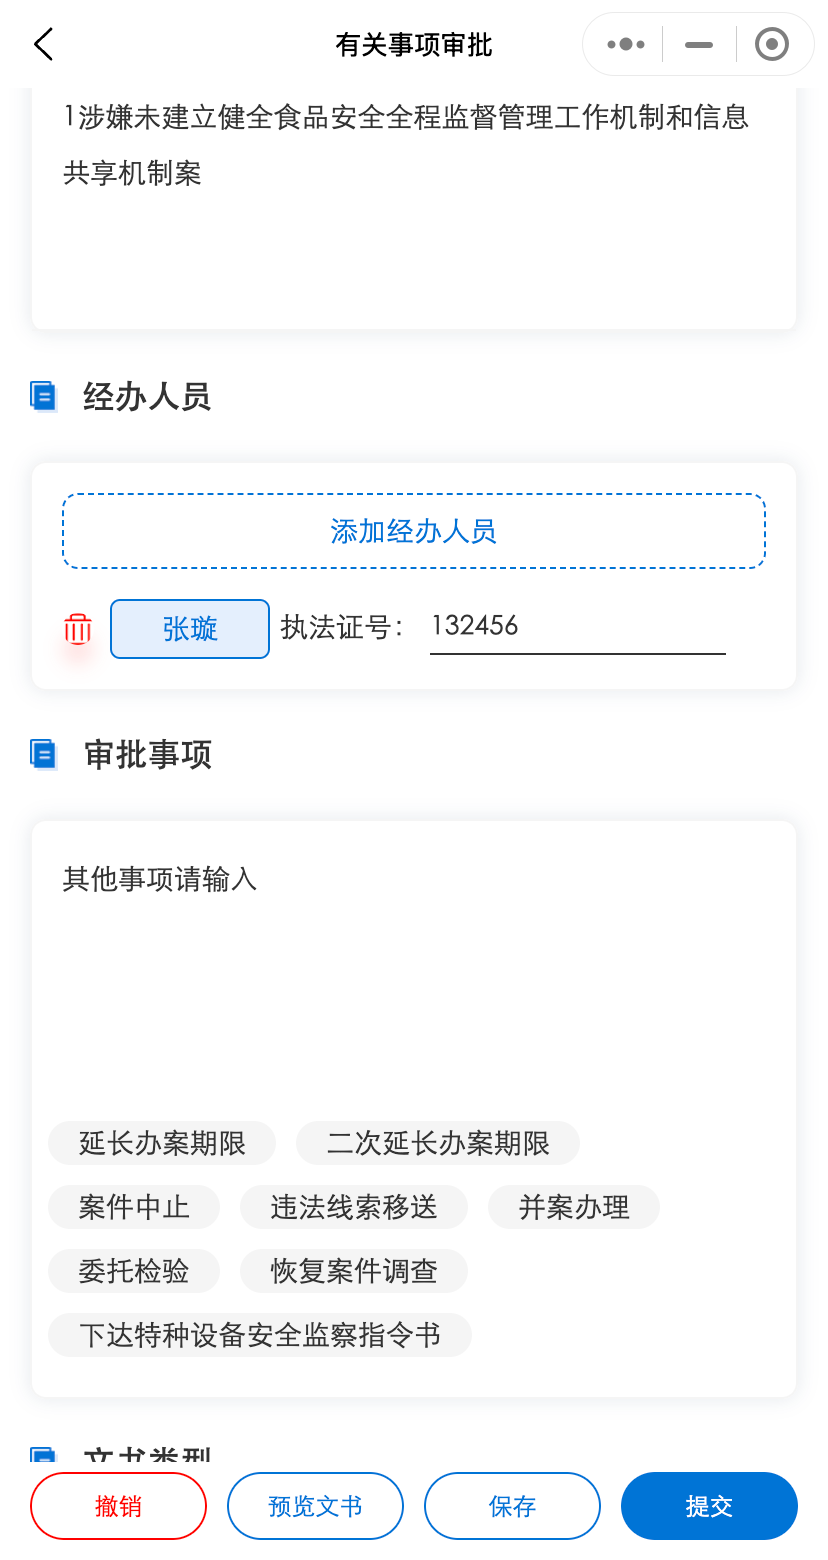 有关事项审批
1涉嫌未建立健全食品安全全程监督管理工作机制和信息
共享机制案
经办人员
添加经办人员
张璇 执法证号： 132456
审批事项
其他事项请输入
延长办案期限 二次延长办案期限
案件中止 违法线索移送 并案办理
委托检验 恢复案件调查
下达特种设备安全监察指令书
文书类型
撤销 预览文书 保存 提交